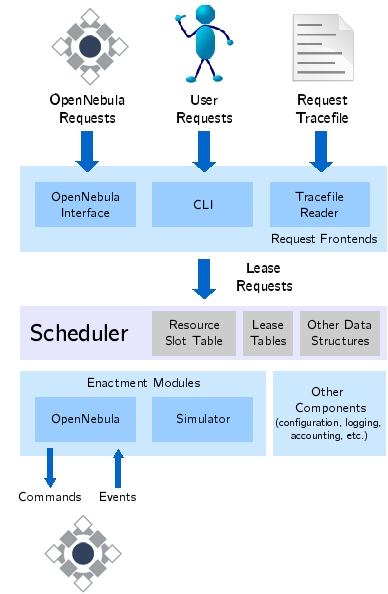 OpenNebula
Requests
User
Requests
Request
Tracefile
OpenNebula
Interface
CLI
Tracefile
Reader
Request Frontends
Lease
Requests
Scheduler
Resource
Slot Table
Lease
Tables
Other Data
Structures
Enactment Modules
OpenNebula
Simulator
Other
Components
(configuration, logging,
accounting, etc.)
Commands
Events